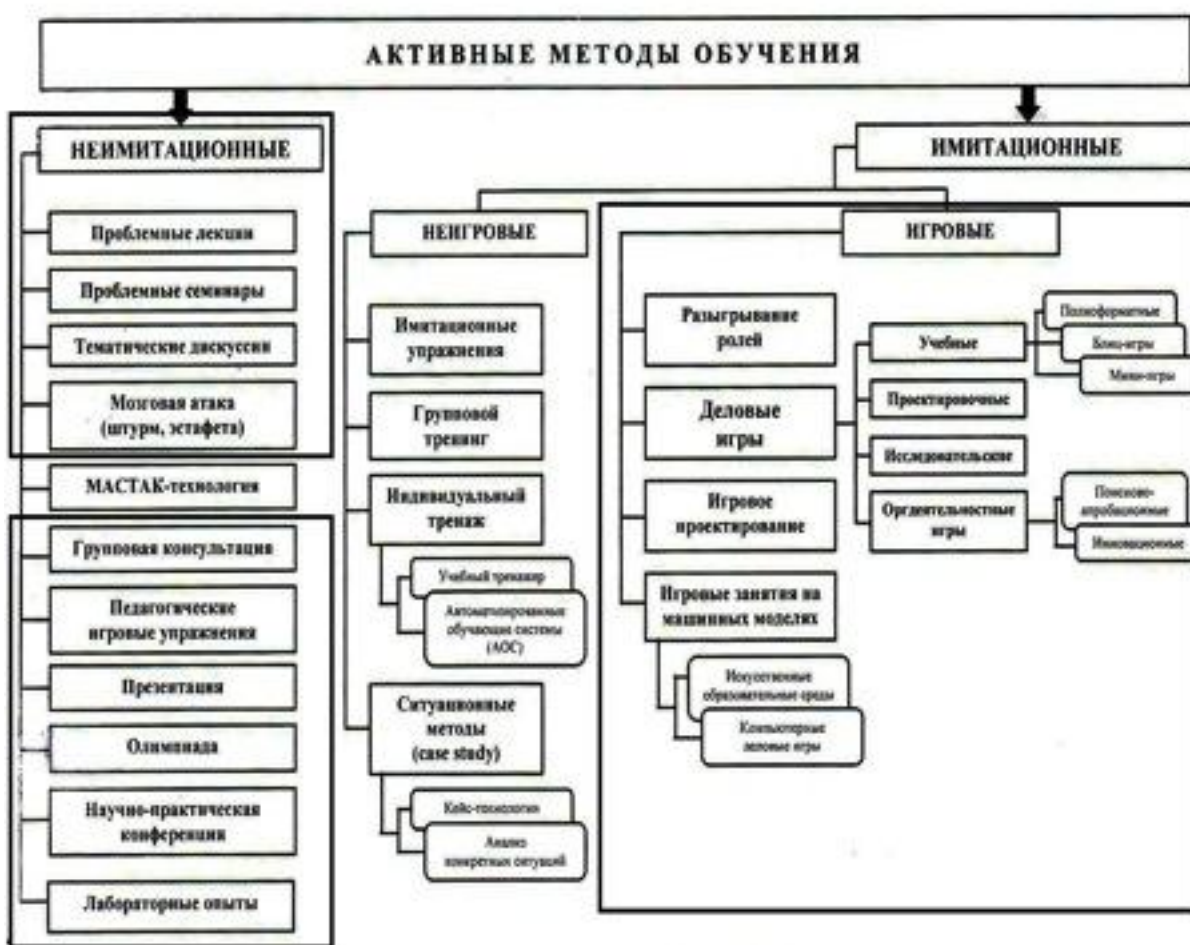 АКТИВНЫЕ МЕТОДЫ ОБУЧЕНИЯ
НЕИМИТАЦИОННЫЕ
Проблемные лекции
Проблемные семинары
Тематические дискуссии
Мозговая атака
(штурм, эстафета)
МАСТАК-технология
Групповая консультация
Педагогические
игровые упражнения
Презентация
Олимпиада
Научно-практическая
конференция
Лабораторные опыты
ИМИТАЦИОННЫЕ
НЕИГРОВЫЕ
Имитационные
упражнения
Групповой
тренинг
Индивидуальный
тренаж
Учебный тренажер
Автоматизированные
обучающие системы
(АОС)
Ситуационные
методы
(case study)
Кейс-технология
Анализ
конкретных ситуаций
ИГРОВЫЕ
Разыгрывание
ролей
Деловые
игры
Учебные
Полноформатные
Блиц-игры
Мини-игры
Проектировочные
Исследовательские
Оргдеятельностные
игры
Поисково-
апробационные
Инновационные
Игровое
проектирование
Игровые занятия на
машинных моделях
Искусственные
образовательные среды
Компьютерные
деловые игры